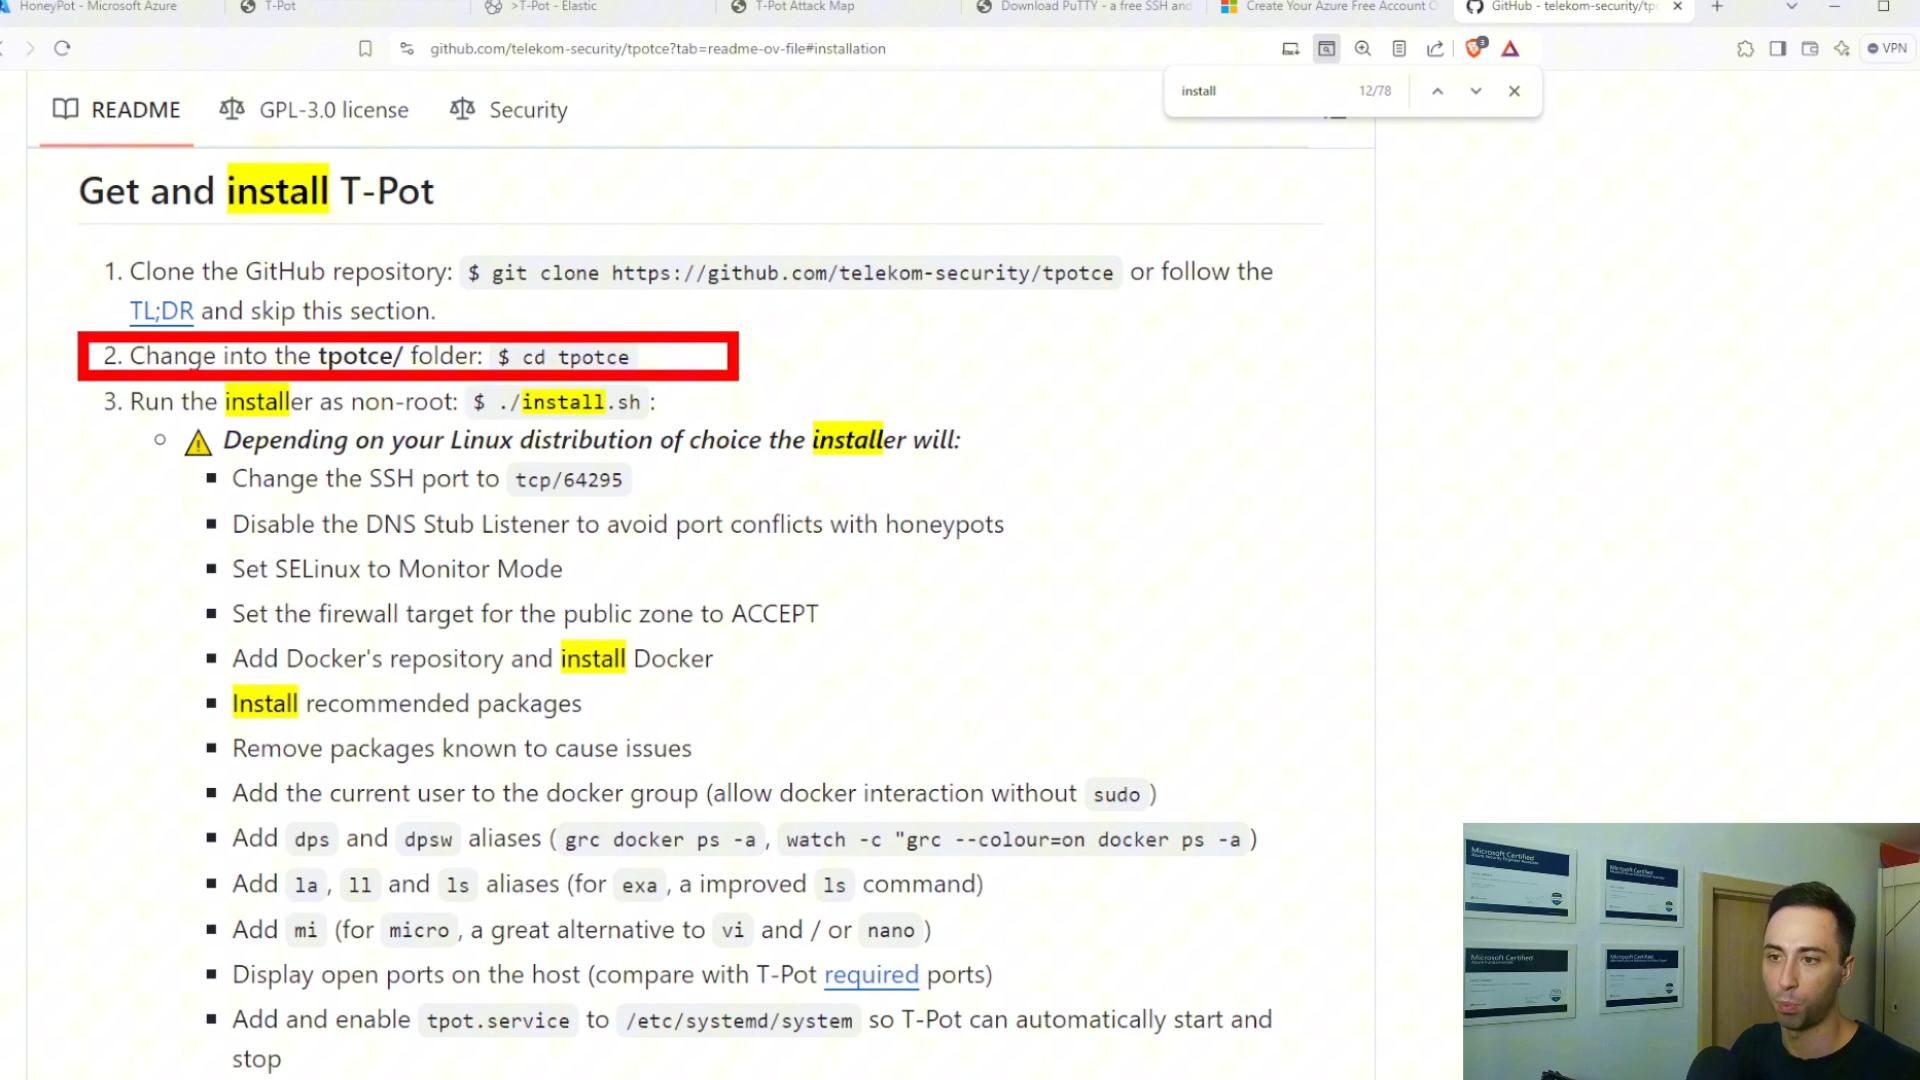 HoneyPot - Microsoft Azure
T-Pot
>T-Pot - Elastic
T-Pot Attack Map
Download PuTTY - a free SSH and
Create Your Azure Free Account O
GitHub - telekom-security/tp
github.com/telekom-security/tpotce?tab=readme-ov-file#installation
VPN
install
12/78
README
GPL-3.0 license
Security
Get and install T-Pot
1. Clone the GitHub repository: $ git clone https://github.com/telekom-security/tpotce or follow the
TL;DR and skip this section.
2. Change into the tpotce/ folder: $ cd tpotce
3. Run the installer as non-root: $ ./install.sh:
Depending on your Linux distribution of choice the installer will:
Change the SSH port to tcp/64295
Disable the DNS Stub Listener to avoid port conflicts with honeypots
Set SELinux to Monitor Mode
Set the firewall target for the public zone to ACCEPT
Add Docker's repository and install Docker
Install recommended packages
Remove packages known to cause issues
Add the current user to the docker group (allow docker interaction without sudo )
Add dps and dpsw aliases ( grc docker ps -a , watch -c "grc --colour=on docker ps -a )
Add la , ll and ls aliases (for exa , a improved ls command)
Add mi (for micro , a great alternative to vi and / or nano )
Display open ports on the host (compare with T-Pot required ports)
Add and enable tpot.service to /etc/systemd/system so T-Pot can automatically start and
stop
Microsoft Certified
Microsoft Certified
Microsoft Certified
Microsoft Certified